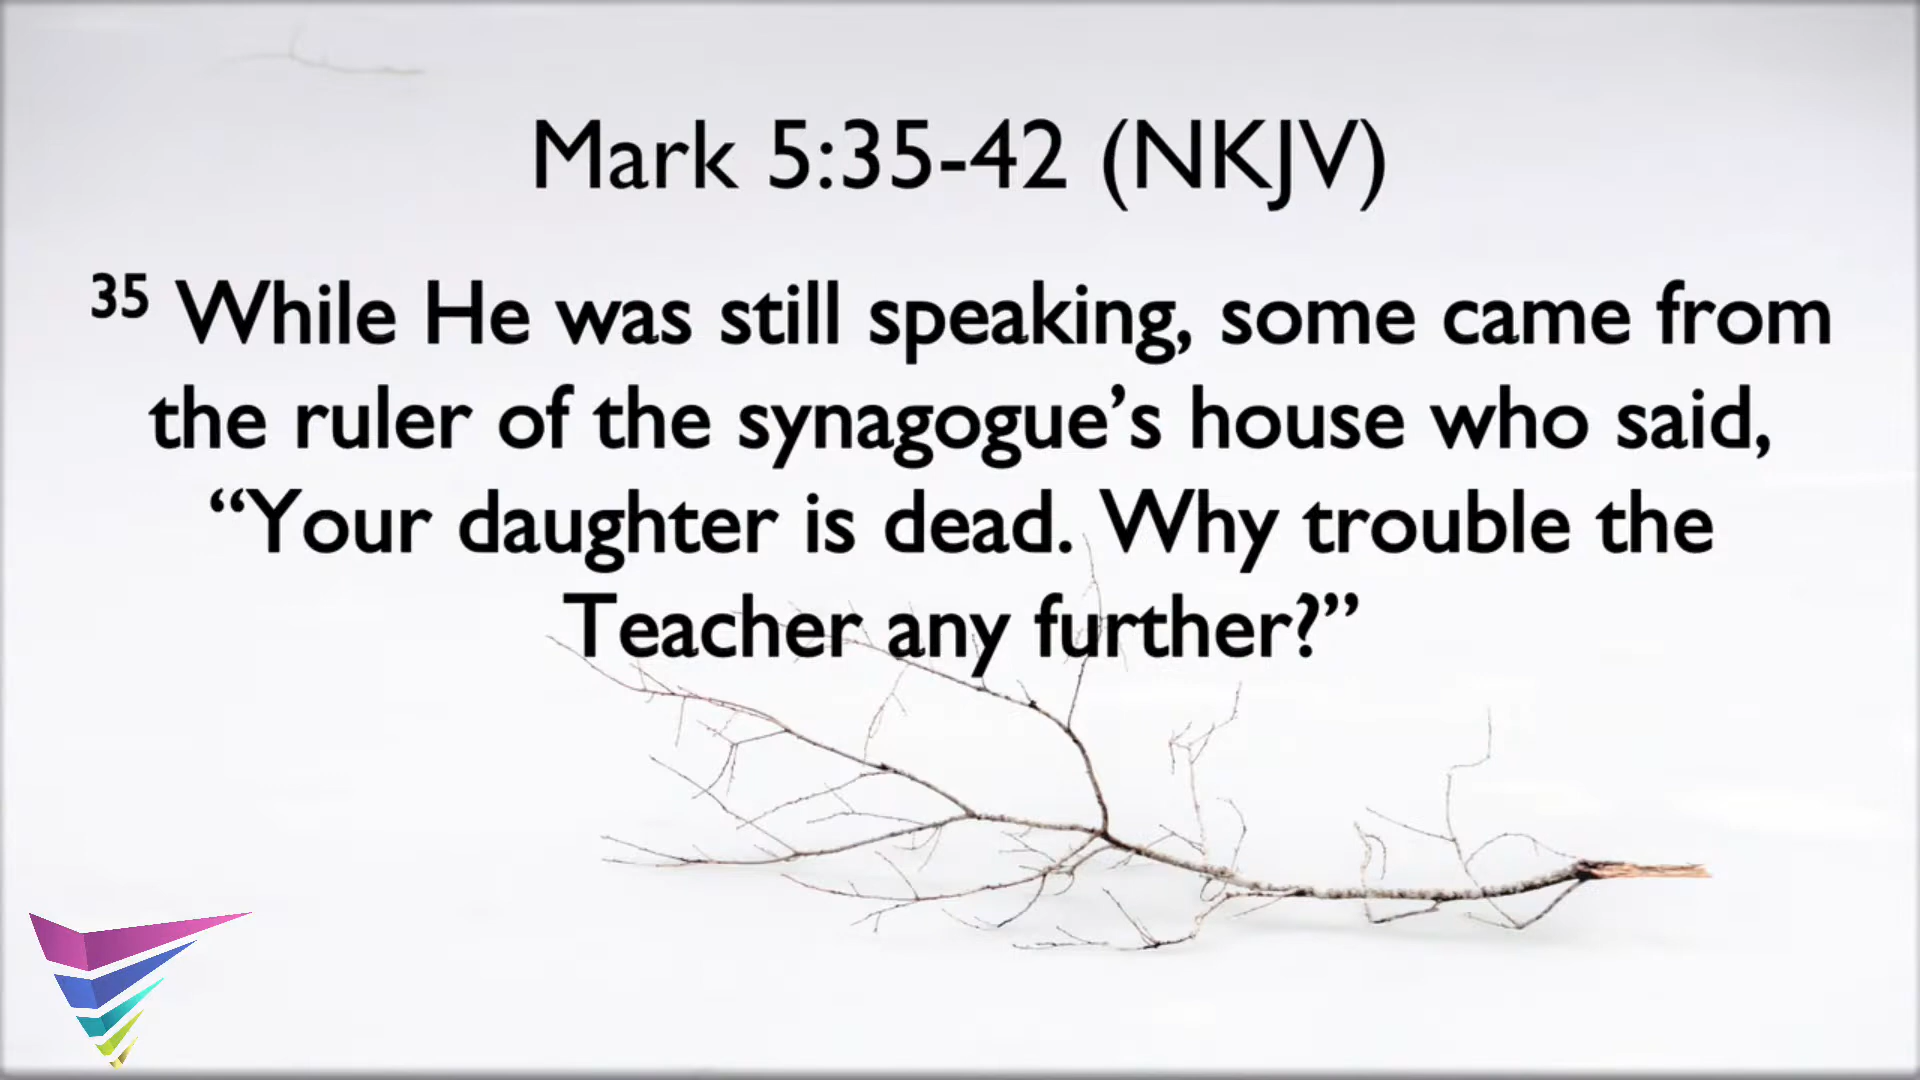 Mark 5:35-42 (NKJV)
35 While He was still speaking, some came from
the ruler of the synagogue’s house who said,
“Your daughter is dead. Why trouble the
Teacher any further?”